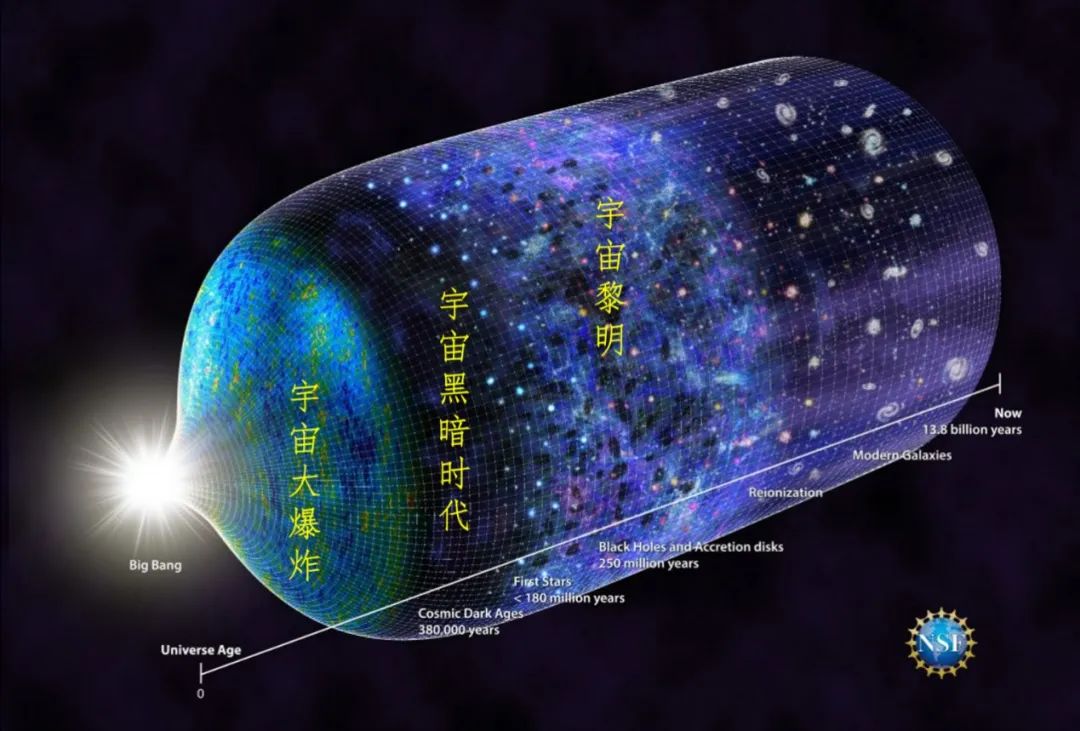 宇宙大爆炸
宇宙黑暗时代
宇宙黎明
Big Bang
Universe Age
0
Cosmic Dark Ages
380,000 years
First Stars
< 180 million years
Black Holes and Accretion disks
250 million years
Reionization
Modern Galaxies
Now
13.8 billion years
NSF